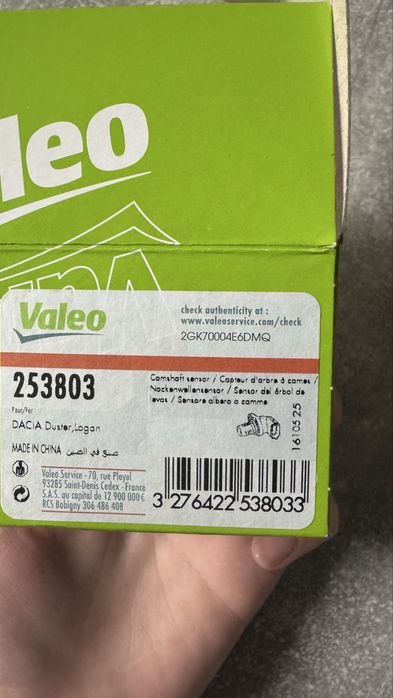 leo
Valeo
check authenticity at :
www.valeoservice.com/check
2GK70004E6DMQ
253803
Camshaft sensor / Capteur d'arbre à cames /
Nockenwellensensor / Sensor del árbol de
levas / Sensore albero a camme
Pour/For
DACIA Duster,Logan
MADE IN CHINA صنع في الصين
161052 5
Valeo Service - 70, rue Pleyel
93285 Saint-Denis Cedex - France
S.A.S. au capital de 12 900 000 €
RCS Bobigny 306 486 408
3 276422 538033